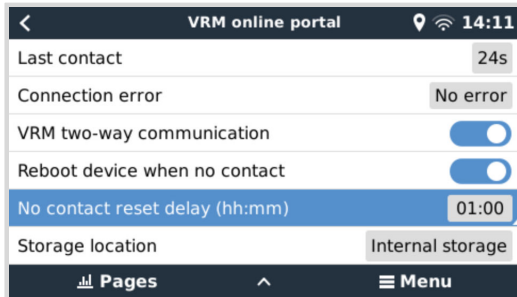 VRM online portal 14:11
Last contact 24s
Connection error No error
VRM two-way communication
Reboot device when no contact
No contact reset delay (hh:mm) 01:00
Storage location Internal storage
Pages Menu